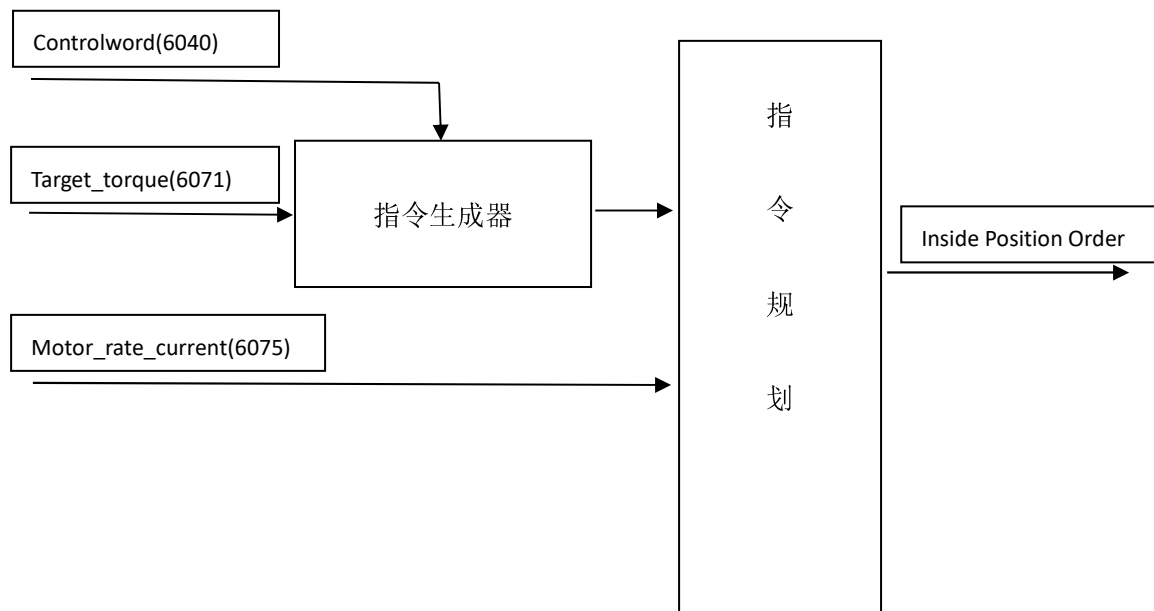 Controlword(6040)
Target_torque(6071)
指令生成器
Motor_rate_current(6075)
指
令
规
划
Inside Position Order